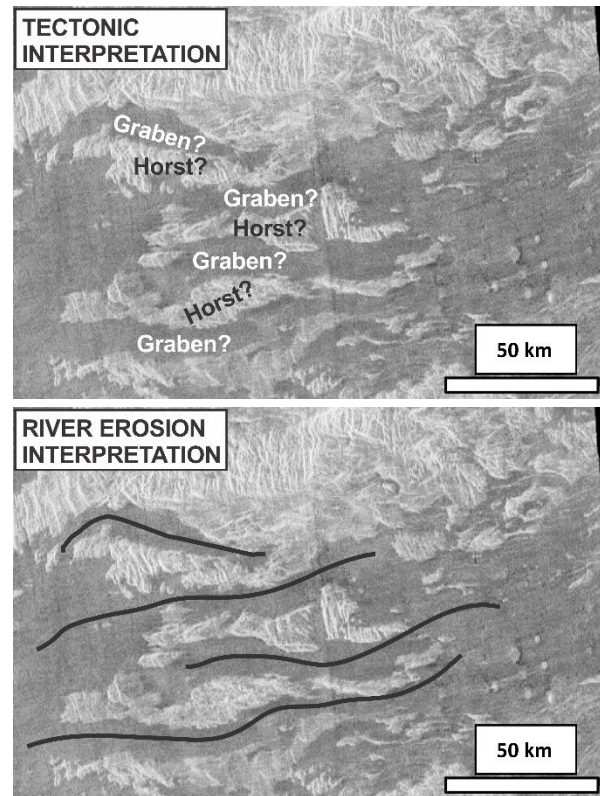 TECTONIC
INTERPRETATION
Graben?
Horst?
Graben?
Horst?
Graben?
Horst?
Graben?
50 km
RIVER EROSION
INTERPRETATION
50 km